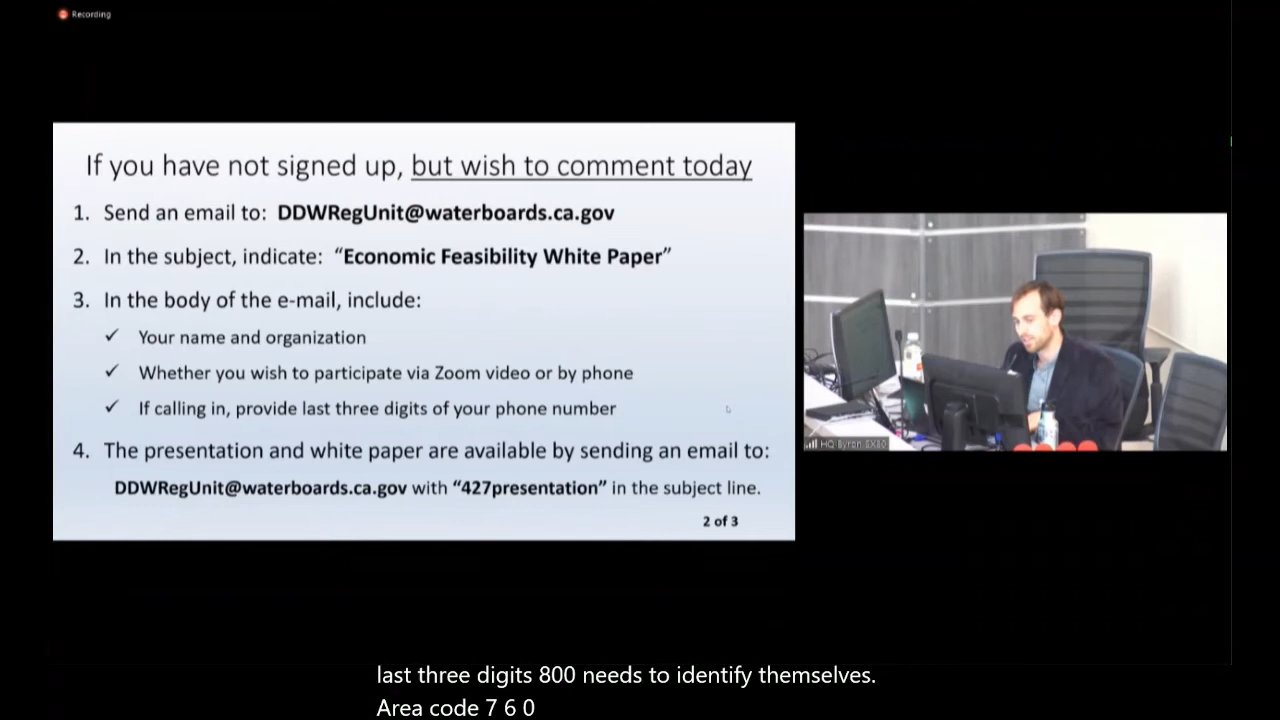 Recording
If you have not signed up, but wish to comment today
1. Send an email to: DDWRegUnit@waterboards.ca.gov
2. In the subject, indicate: “Economic Feasibility White Paper”
3. In the body of the e-mail, include:
✓ Your name and organization
✓ Whether you wish to participate via Zoom video or by phone
✓ If calling in, provide last three digits of your phone number
4. The presentation and white paper are available by sending an email to:
DDWRegUnit@waterboards.ca.gov with “427presentation” in the subject line.
2 of 3
HQ Byron SX80
last three digits 800 needs to identify themselves.
Area code 7 6 0